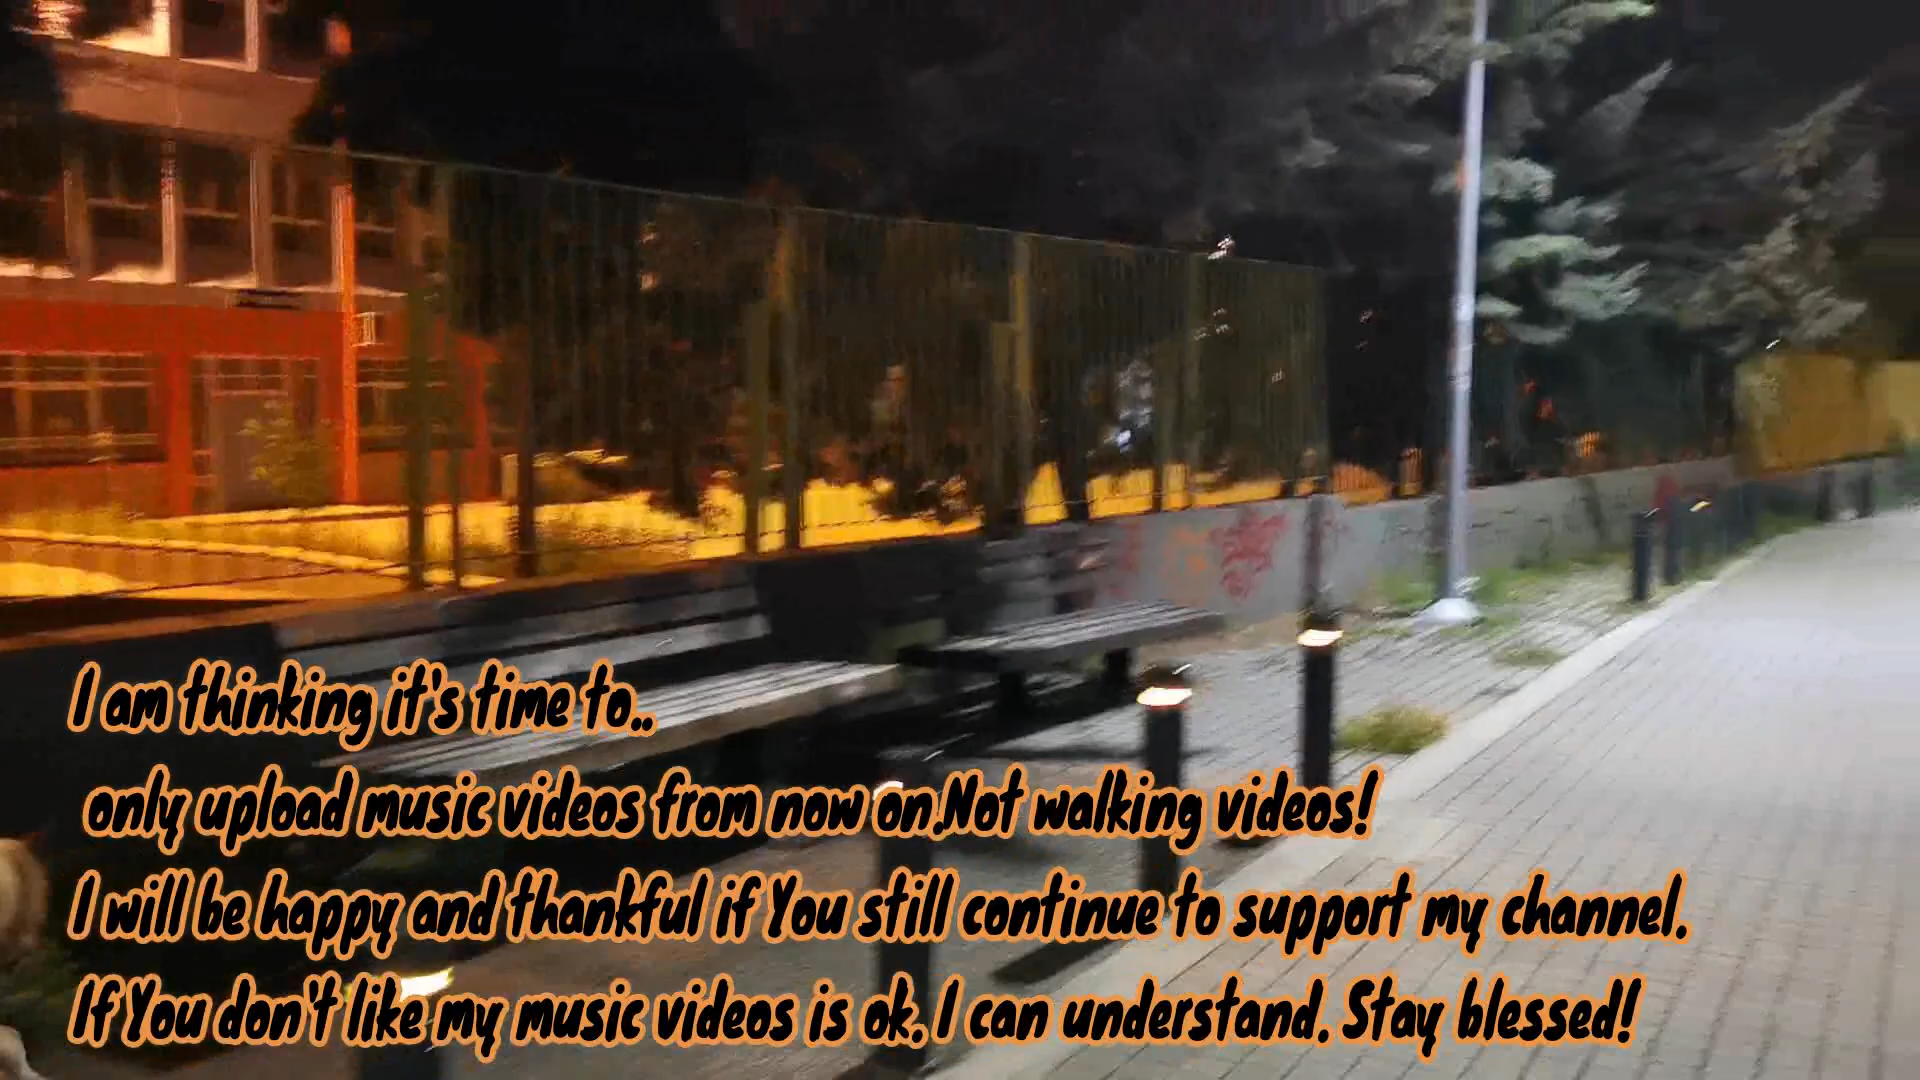 I am thinking it's time to..
only upload music videos from now on.Not walking videos!
I will be happy and thankful if You still continue to support my channel.
If You don't like my music videos is ok. I can understand. Stay blessed!